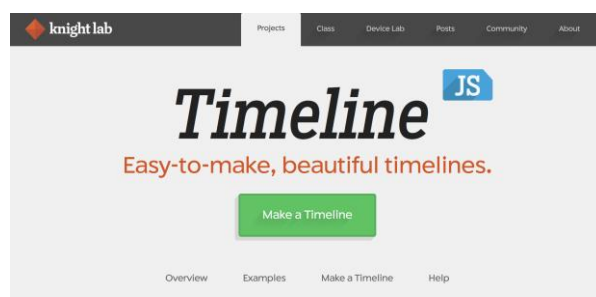 knight lab
Projects Class Device Lab Posts Community About
JS
Timeline
Easy-to-make, beautiful timelines.
Make a Timeline
Overview Examples Make a Timeline Help